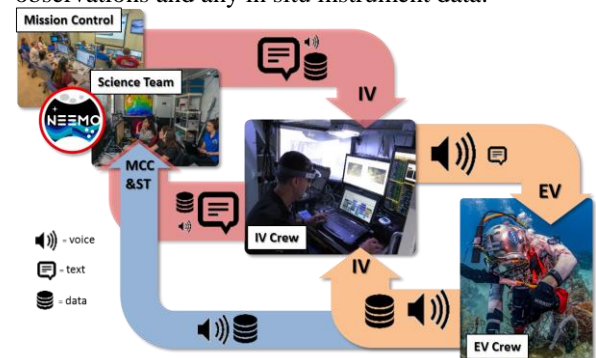 observations and any in situ instrument data.
Mission Control
Science Team
NEEMO
IV
MCC
&ST
IV Crew
EV
IV
= voice
= text
= data
EV Crew